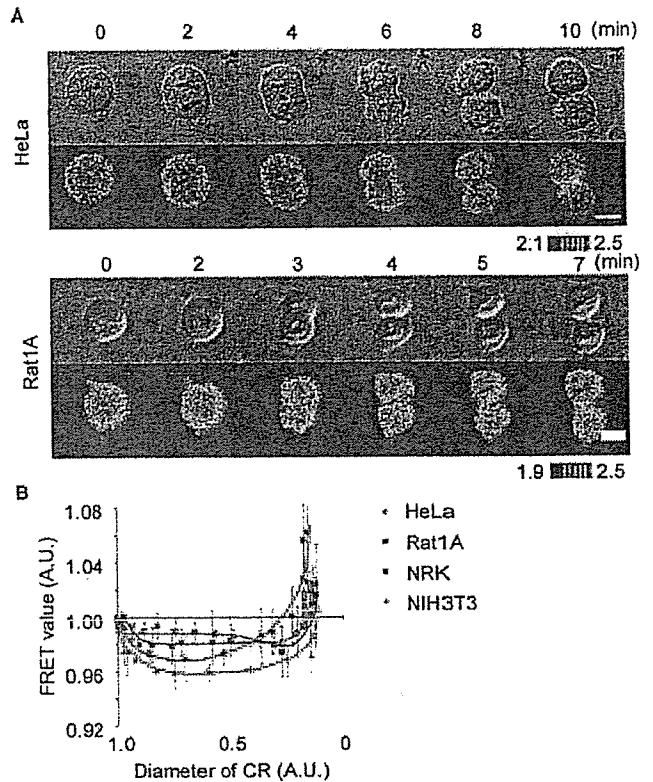 A
0 2 4 6 8 10 (min)
HeLa
2.1 2.5
0 2 3 4 5 7 (min)
Rat1A
1.9 2.5
B
1.08
1.04
1.00
0.96
0.92
FRET value (A.U.)
1.0 0.5 0
Diameter of CR (A.U.)
HeLa
Rat1A
NRK
NIH3T3